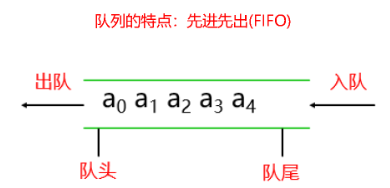 队列的特点：先进先出(FIFO)
出队 a₀ a₁ a₂ a₃ a₄ 入队
队头 队尾